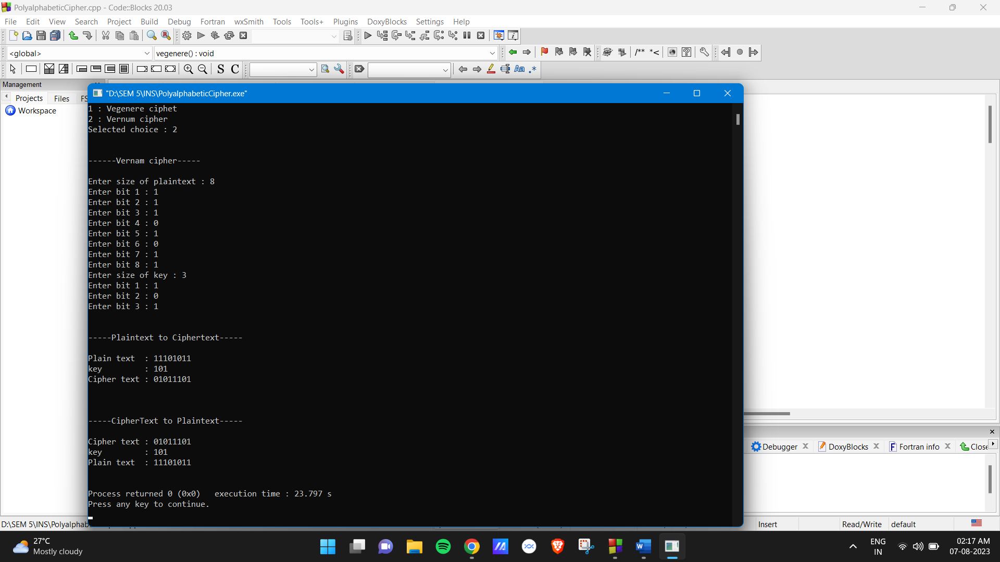 PolyalphabeticCipher.cpp - Code::Blocks 20.03
File Edit View Search Project Build Debug Fortran wxSmith Tools Tools+ Plugins DoxyBlocks Settings Help
<global> vegenere() : void
/** *<
S C Aa .*
Management
Projects Files FS
Workspace
"D:\SEM 5\INS\PolyalphabeticCipher.exe"
1 : Vegenere ciphet
2 : Vernum cipher
Selected choice : 2
------Vernam cipher-----
Enter size of plaintext : 8
Enter bit 1 : 1
Enter bit 2 : 1
Enter bit 3 : 1
Enter bit 4 : 0
Enter bit 5 : 1
Enter bit 6 : 0
Enter bit 7 : 1
Enter bit 8 : 1
Enter size of key : 3
Enter bit 1 : 1
Enter bit 2 : 0
Enter bit 3 : 1
-----Plaintext to Ciphertext-----
Plain text  : 11101011
key         : 101
Cipher text : 01011101
-----CipherText to Plaintext-----
Cipher text : 01011101
key         : 101
Plain text  : 11101011
Process returned 0 (0x0)   execution time : 23.797 s
Press any key to continue.
Debugger DoxyBlocks Fortran info Close
D:\SEM 5\INS\Polyalphab Insert Read/Write default
27°C
Mostly cloudy
ENG
IN
02:17 AM
07-08-2023